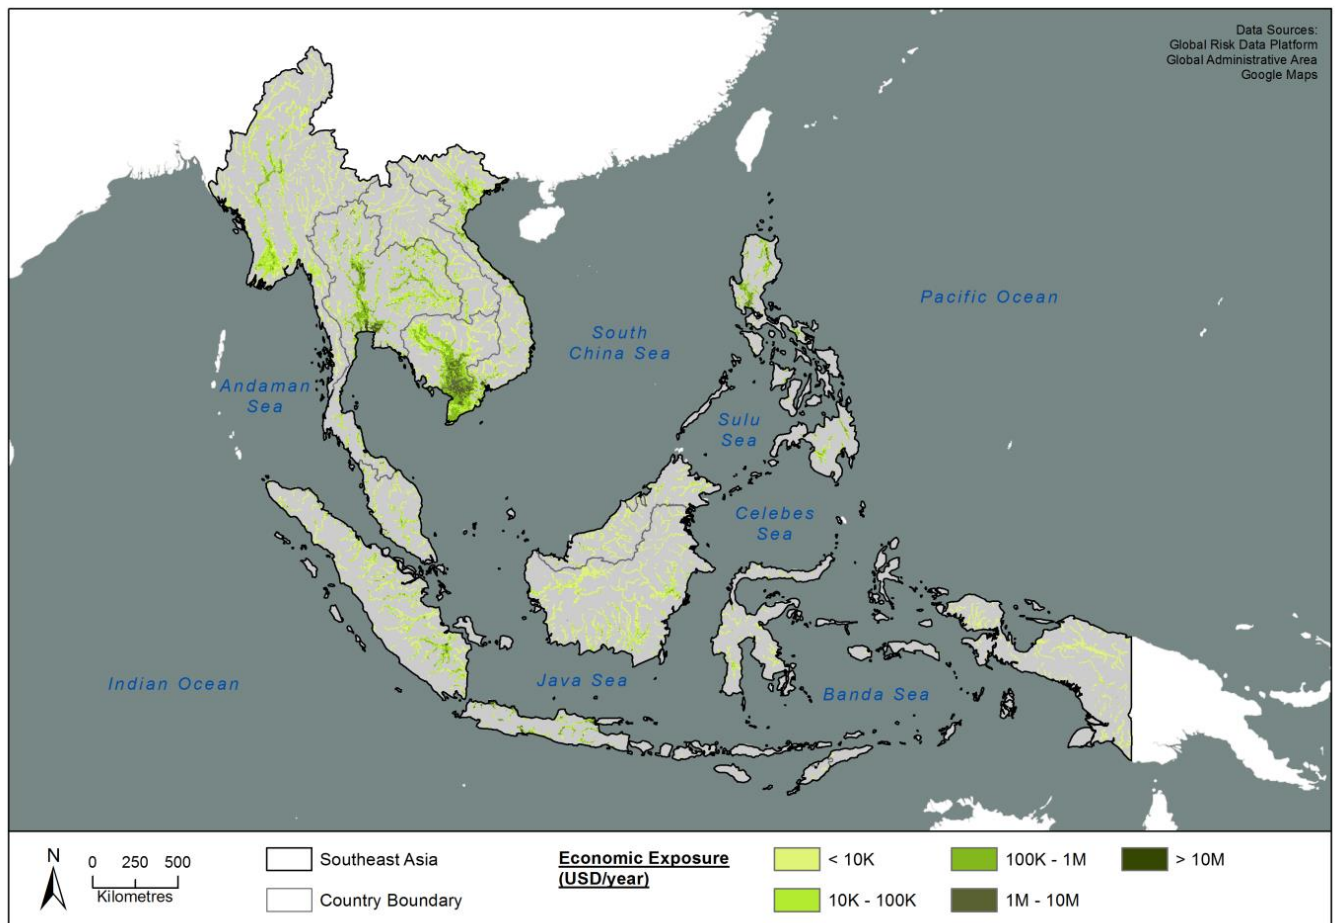 Data Sources:
Global Risk Data Platform
Global Administrative Area
Google Maps
Pacific Ocean
South
China Sea
Andaman
Sea
Sulu
Sea
Celebes
Sea
Indian Ocean
Java Sea
Banda Sea
N
0 250 500
Kilometres
Southeast Asia
Country Boundary
Economic Exposure
(USD/year)
< 10K
10K - 100K
100K - 1M
1M - 10M
> 10M